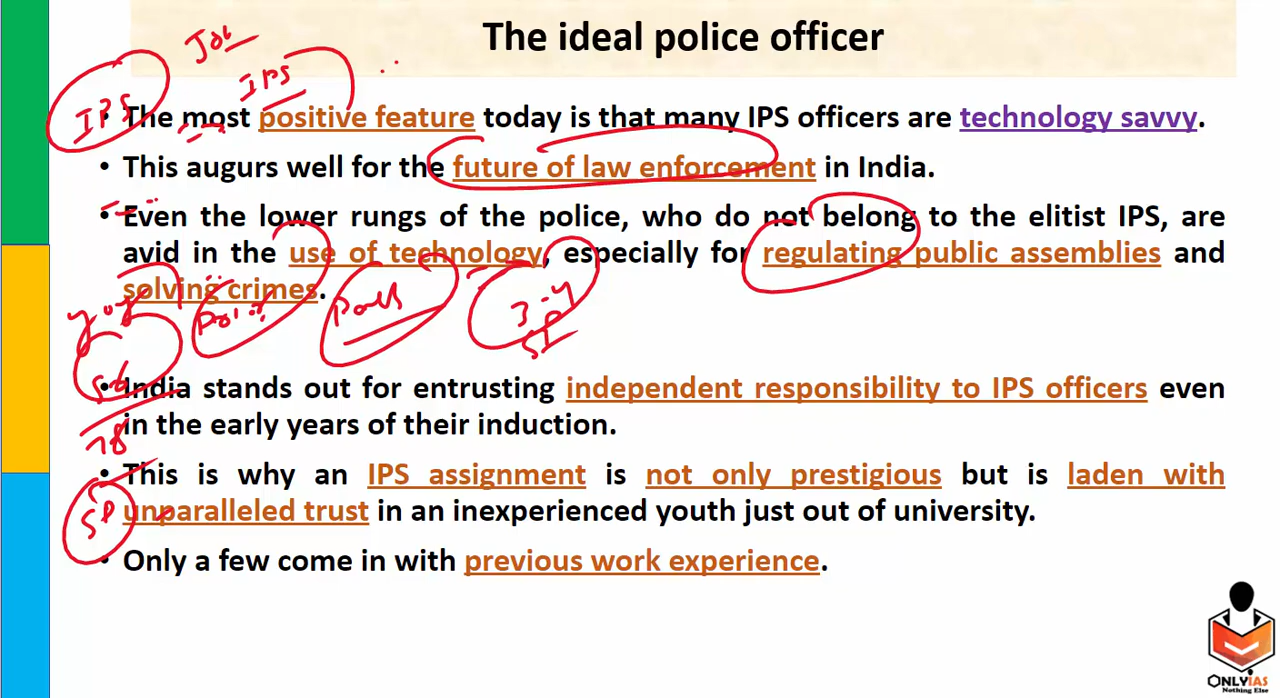 The ideal police officer
Job
IPS
IPS
• The most positive feature today is that many IPS officers are technology savvy.
• This augurs well for the future of law enforcement in India.
• Even the lower rungs of the police, who do not belong to the elitist IPS, are
avid in the use of technology, especially for regulating public assemblies and
solving crimes.
3-4
SP
• India stands out for entrusting independent responsibility to IPS officers even
in the early years of their induction.
• This is why an IPS assignment is not only prestigious but is laden with
unparalleled trust in an inexperienced youth just out of university.
SP
• Only a few come in with previous work experience.
ONLYIAS
Nothing Else